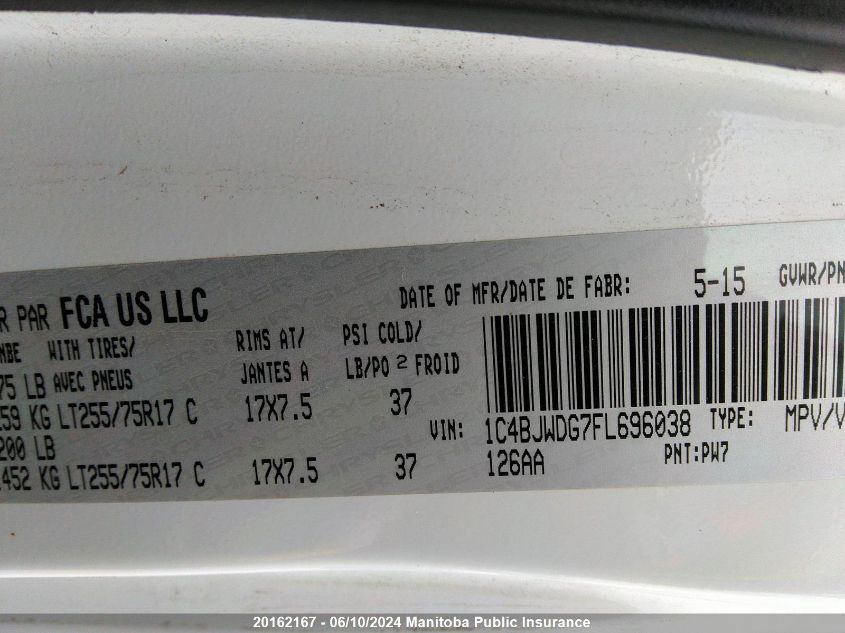 R PAR FCA US LLC
DATE OF MFR/DATE DE FABR: 5-15 GVWR/PN
WITH TIRES/ RIMS AT/ PSI COLD/
75 LB AVEC PNEUS JANTES A LB/PO 2 FROID
259 KG LT255/75R17 C 17X7.5 37
VIN: 1C4BJWDG7FL696038 TYPE: MPV/V
200 LB
452 KG LT255/75R17 C 17X7.5 37
126AA PNT:PW7
20162167 - 06/10/2024 Manitoba Public Insurance